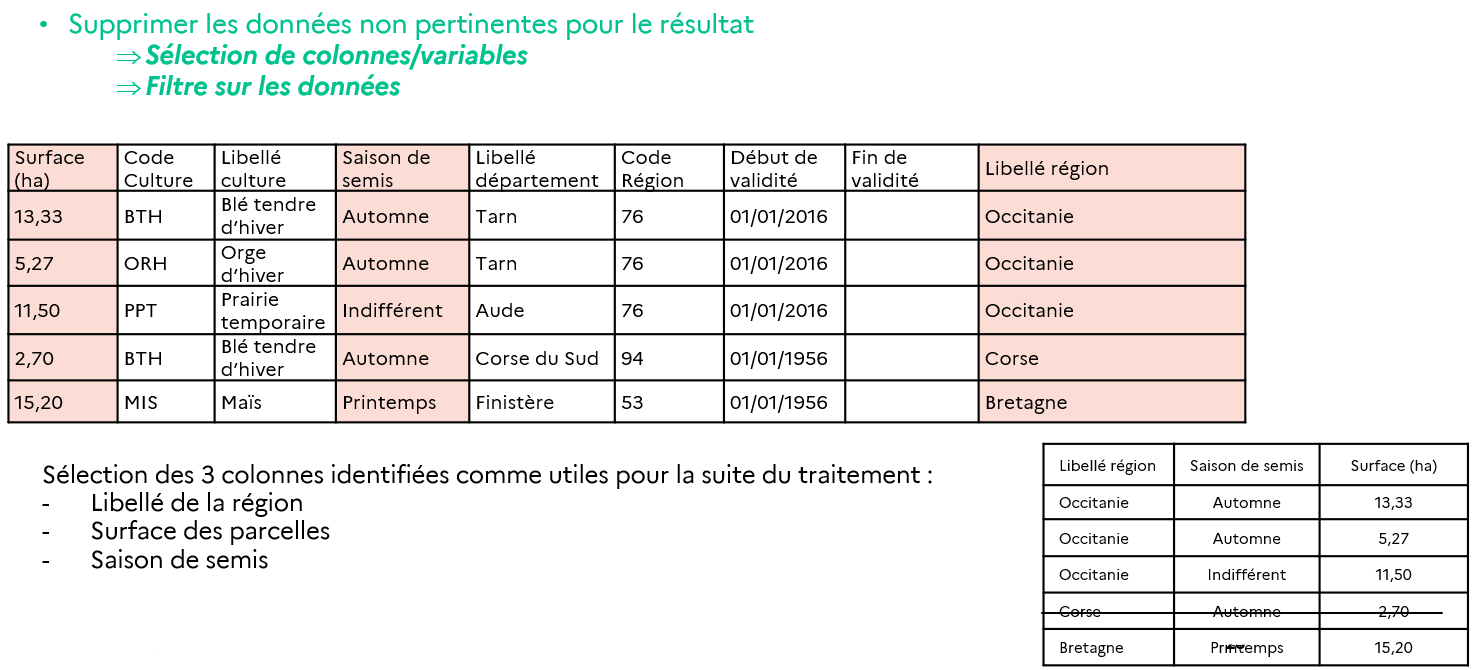 • Supprimer les données non pertinentes pour le résultat
⇒ Sélection de colonnes/variables
⇒ Filtre sur les données
Surface (ha) Code Culture Libellé culture Saison de semis Libellé département Code Région Début de validité Fin de validité Libellé région
13,33 BTH Blé tendre d’hiver Automne Tarn 76 01/01/2016 Occitanie
5,27 ORH Orge d’hiver Automne Tarn 76 01/01/2016 Occitanie
11,50 PPT Prairie temporaire Indifférent Aude 76 01/01/2016 Occitanie
2,70 BTH Blé tendre d’hiver Automne Corse du Sud 94 01/01/1956 Corse
15,20 MIS Maïs Printemps Finistère 53 01/01/1956 Bretagne
Sélection des 3 colonnes identifiées comme utiles pour la suite du traitement :
- Libellé de la région
- Surface des parcelles
- Saison de semis
Libellé région Saison de semis Surface (ha)
Occitanie Automne 13,33
Occitanie Automne 5,27
Occitanie Indifférent 11,50
Corse Automne 2,70
Bretagne Printemps 15,20